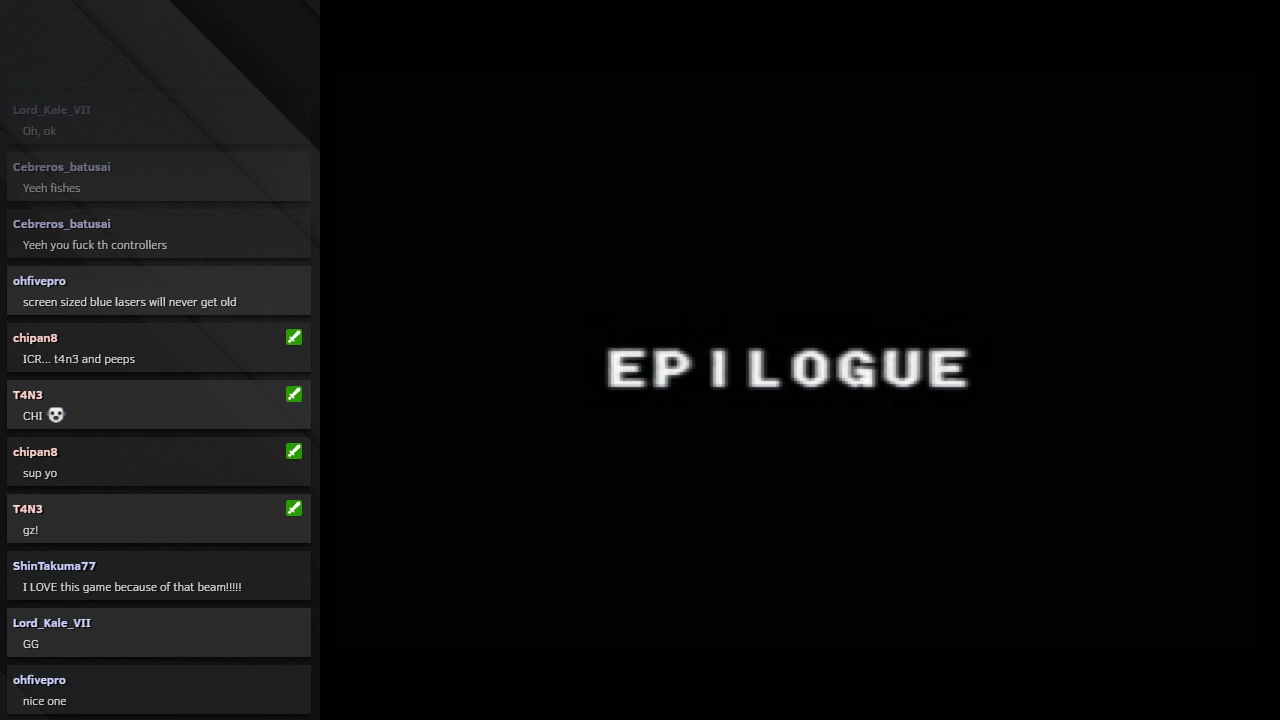 Lord_Kale_VII
Oh, ok
Cebreros_batusai
Yeeh fishes
Cebreros_batusai
Yeeh you fuck th controllers
ohfivepro
screen sized blue lasers will never get old
chipan8
ICR... t4n3 and peeps
T4N3
CHI
chipan8
sup yo
T4N3
gz!
ShinTakuma77
I LOVE this game because of that beam!!!!!
Lord_Kale_VII
GG
ohfivepro
nice one
EPILOGUE